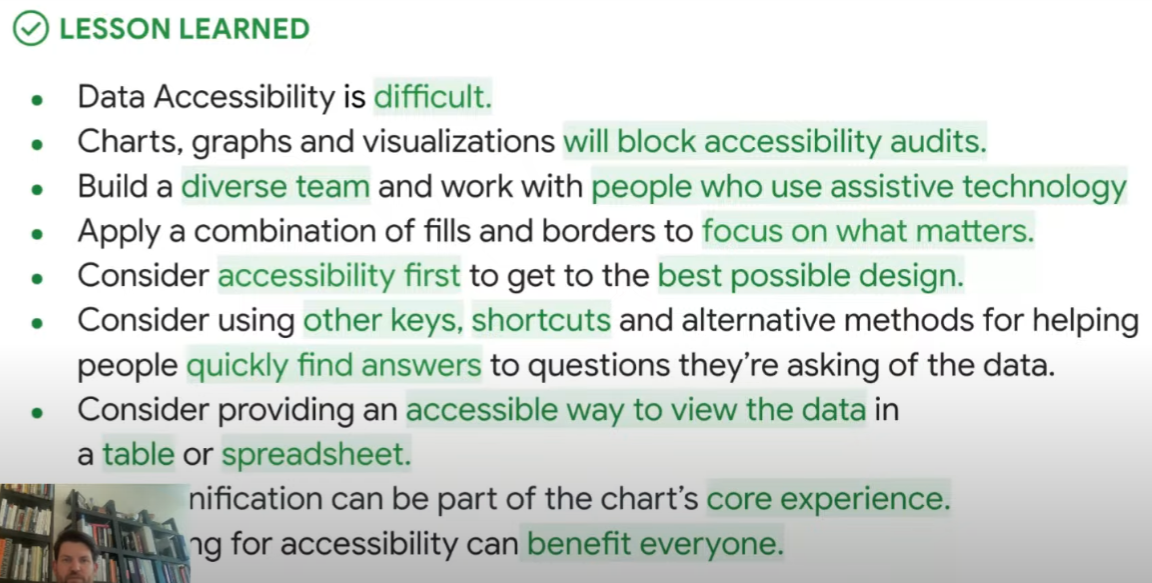 LESSON LEARNED
Data Accessibility is difficult.
Charts, graphs and visualizations will block accessibility audits.
Build a diverse team and work with people who use assistive technology
Apply a combination of fills and borders to focus on what matters.
Consider accessibility first to get to the best possible design.
Consider using other keys, shortcuts and alternative methods for helping
people quickly find answers to questions they're asking of the data.
Consider providing an accessible way to view the data in
a table or spreadsheet.
can be part of the chart's core experience.
for accessibility can benefit everyone.